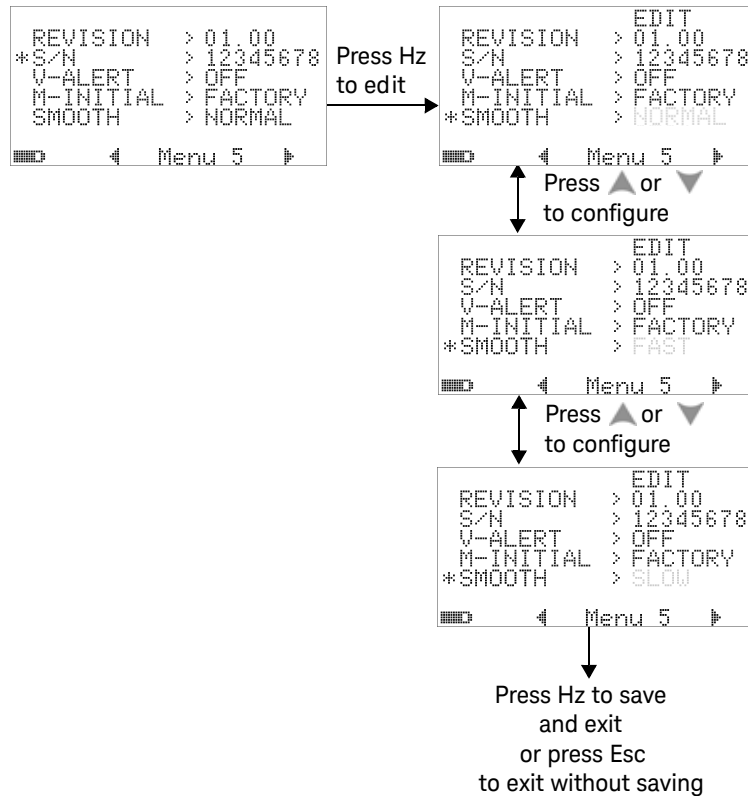 REVISION > 01.00
*S/N > 12345678
V-ALERT > OFF
M-INITIAL > FACTORY
SMOOTH > NORMAL
Menu 5
Press Hz
to edit
EDIT
REVISION > 01.00
S/N > 12345678
V-ALERT > OFF
M-INITIAL > FACTORY
*SMOOTH > NORMAL
Menu 5
Press ▲ or ▼
to configure
EDIT
REVISION > 01.00
S/N > 12345678
V-ALERT > OFF
M-INITIAL > FACTORY
*SMOOTH > FAST
Menu 5
Press ▲ or ▼
to configure
EDIT
REVISION > 01.00
S/N > 12345678
V-ALERT > OFF
M-INITIAL > FACTORY
*SMOOTH > SLOW
Menu 5
Press Hz to save
and exit
or press Esc
to exit without saving